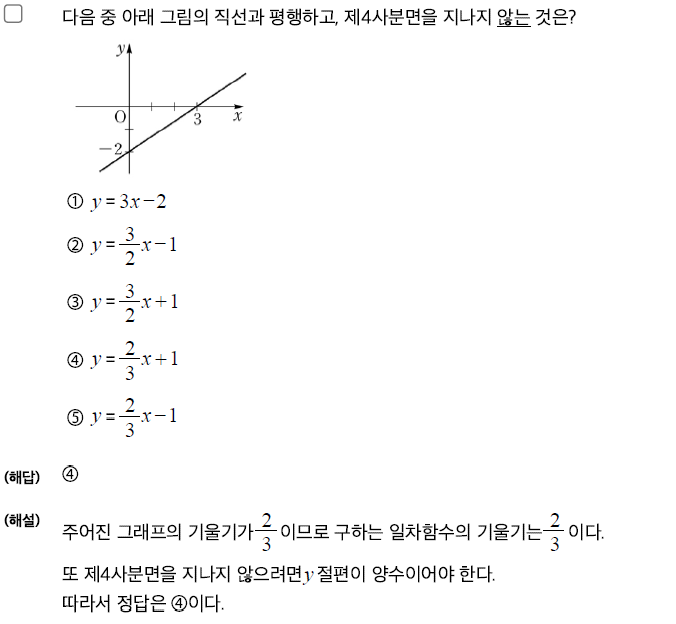 다음 중 아래 그림의 직선과 평행하고, 제4사분면을 지나지 않는 것은?
y
O
3
x
−2
① y=3x−2
② y=3/2x−1
③ y=3/2x+1
④ y=2/3x+1
⑤ y=2/3x−1
(해답) ④
(해설) 주어진 그래프의 기울기가 2/3이므로 구하는 일차함수의 기울기는 2/3이다.
또 제4사분면을 지나지 않으려면 y절편이 양수이어야 한다.
따라서 정답은 ④이다.